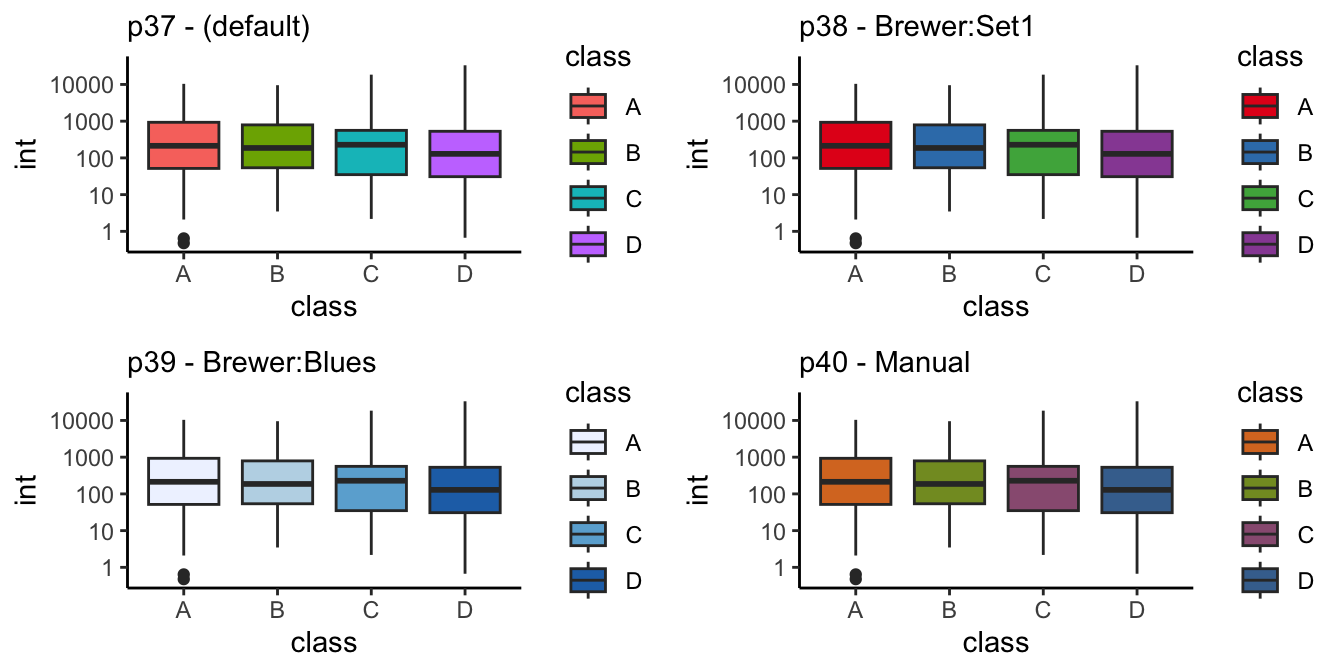 p37 - (default)
int
10000
1000
100
10
1
A B C D
class
class
A
B
C
D
p38 - Brewer:Set1
int
10000
1000
100
10
1
A B C D
class
class
A
B
C
D
p39 - Brewer:Blues
int
10000
1000
100
10
1
A B C D
class
class
A
B
C
D
p40 - Manual
int
10000
1000
100
10
1
A B C D
class
class
A
B
C
D